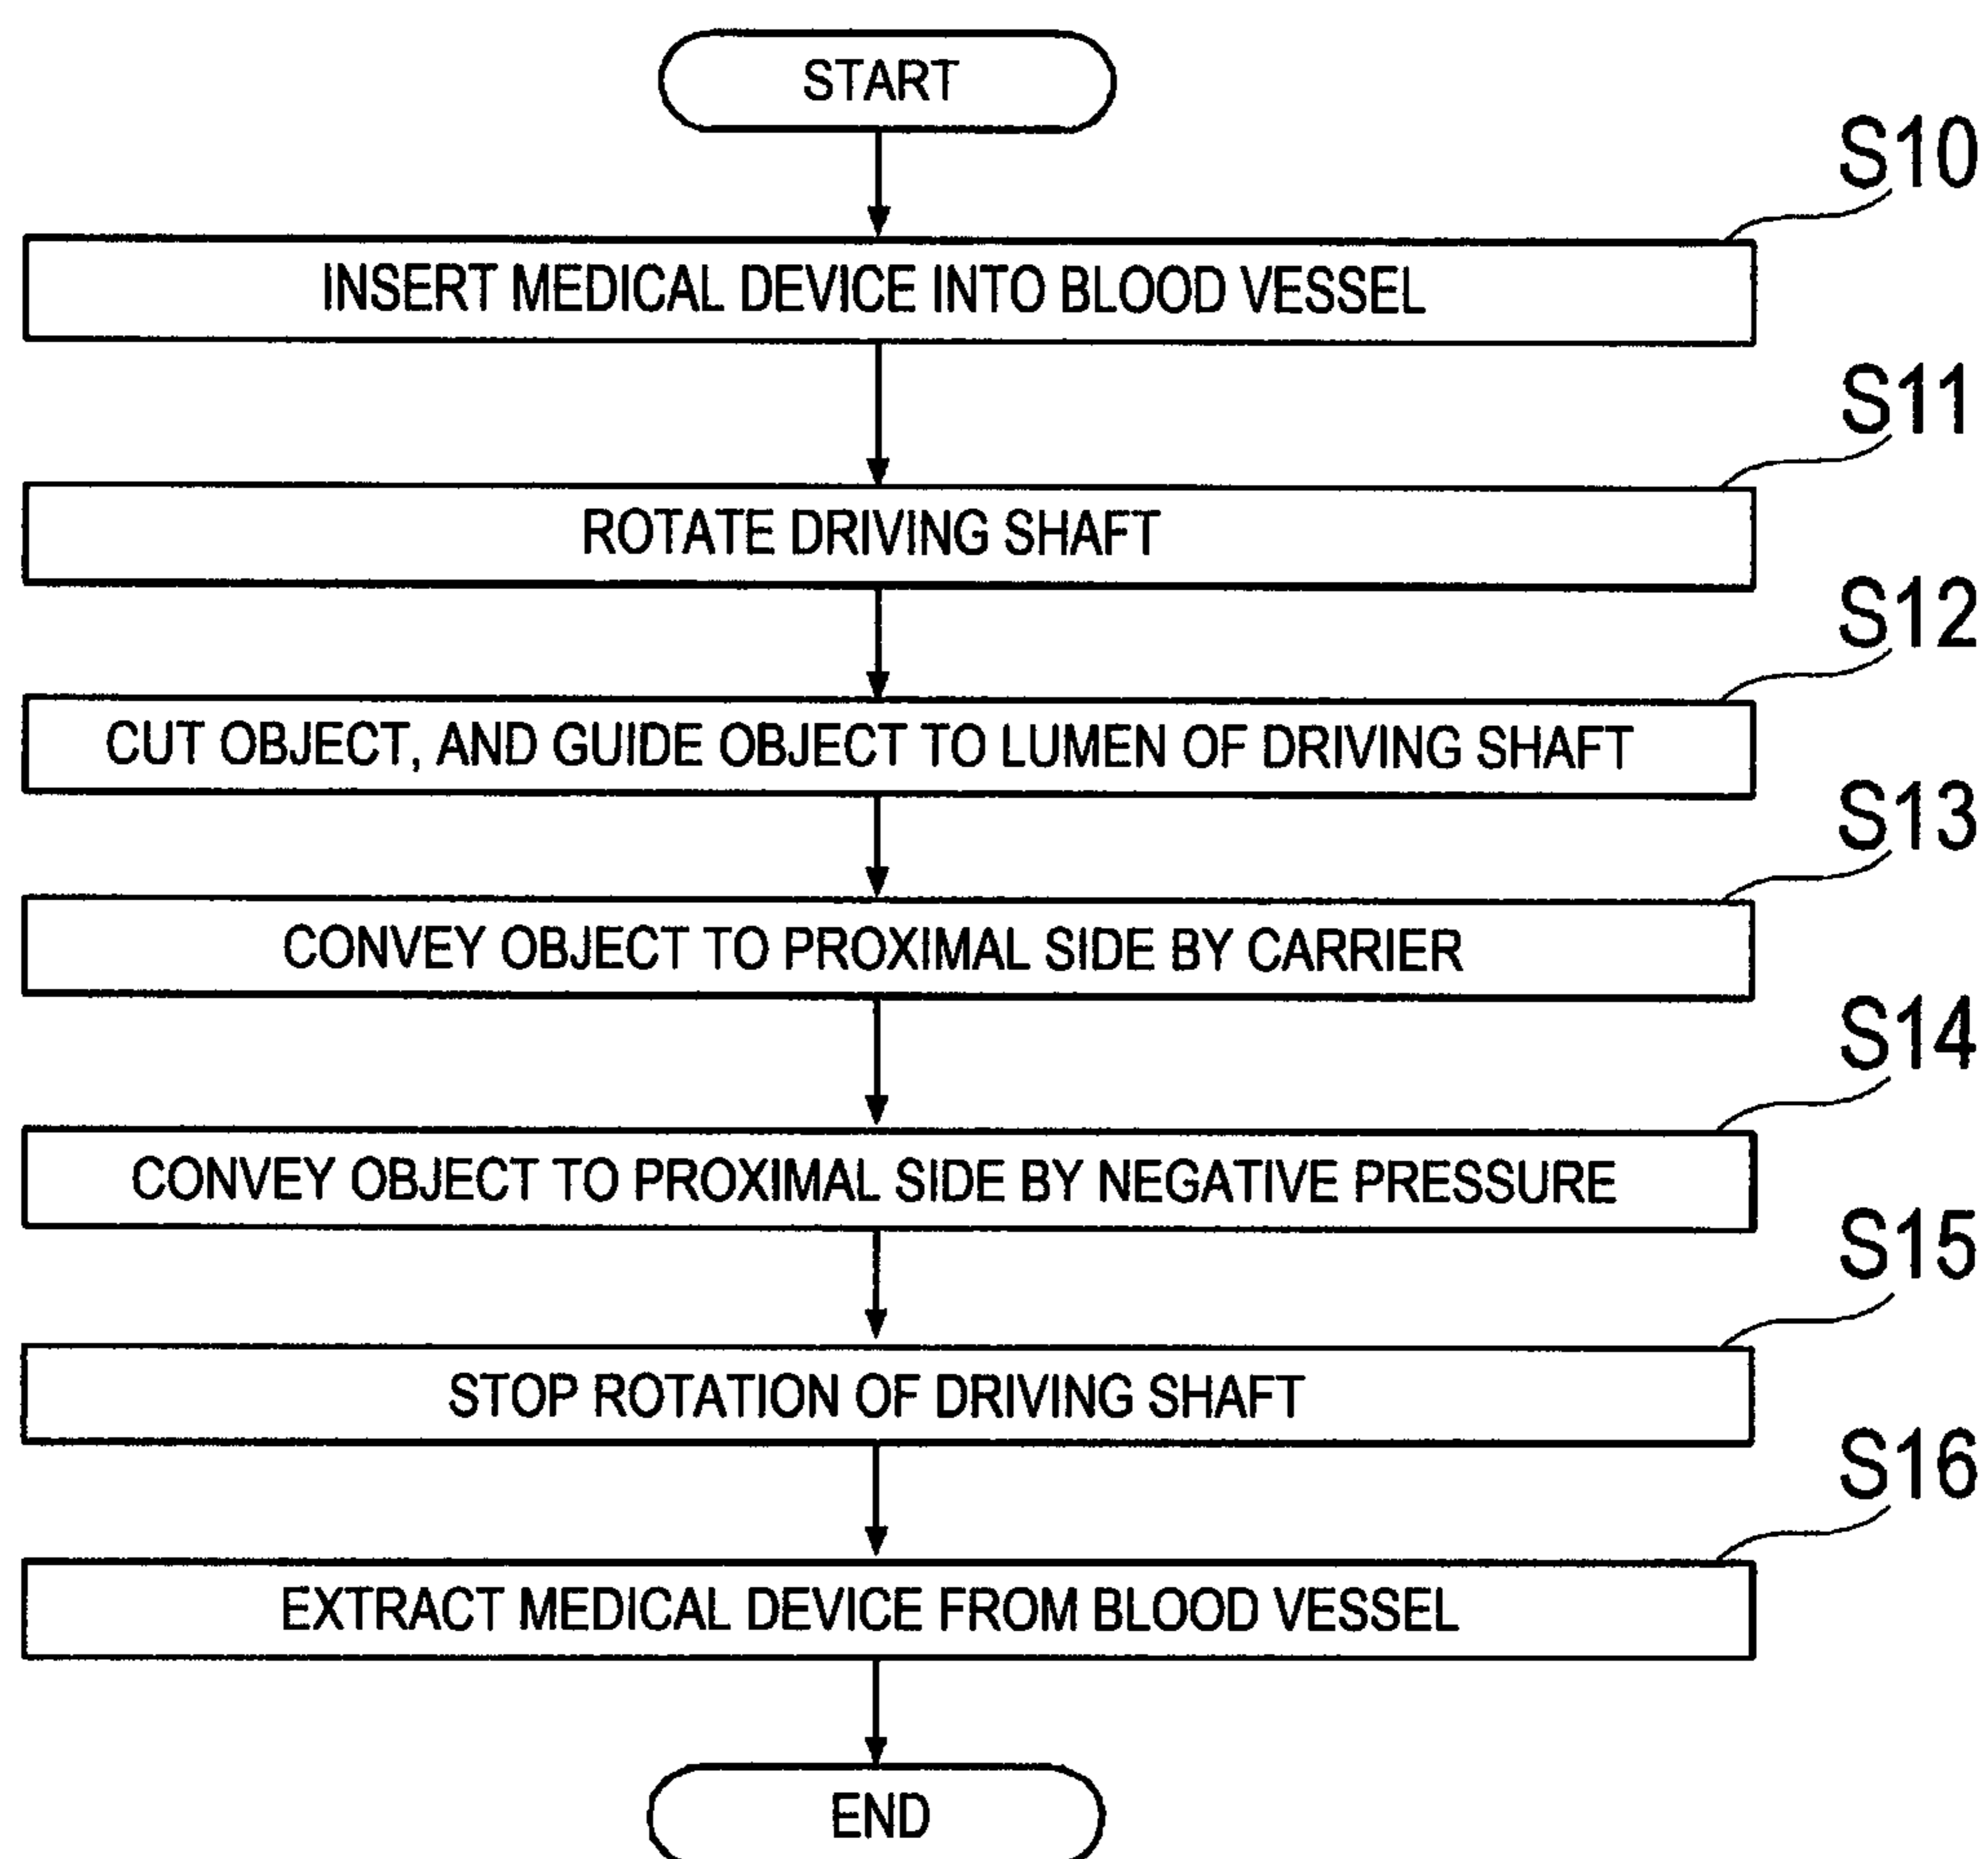 START
S10
INSERT MEDICAL DEVICE INTO BLOOD VESSEL
S11
ROTATE DRIVING SHAFT
S12
CUT OBJECT, AND GUIDE OBJECT TO LUMEN OF DRIVING SHAFT
S13
CONVEY OBJECT TO PROXIMAL SIDE BY CARRIER
S14
CONVEY OBJECT TO PROXIMAL SIDE BY NEGATIVE PRESSURE
S15
STOP ROTATION OF DRIVING SHAFT
S16
EXTRACT MEDICAL DEVICE FROM BLOOD VESSEL
END